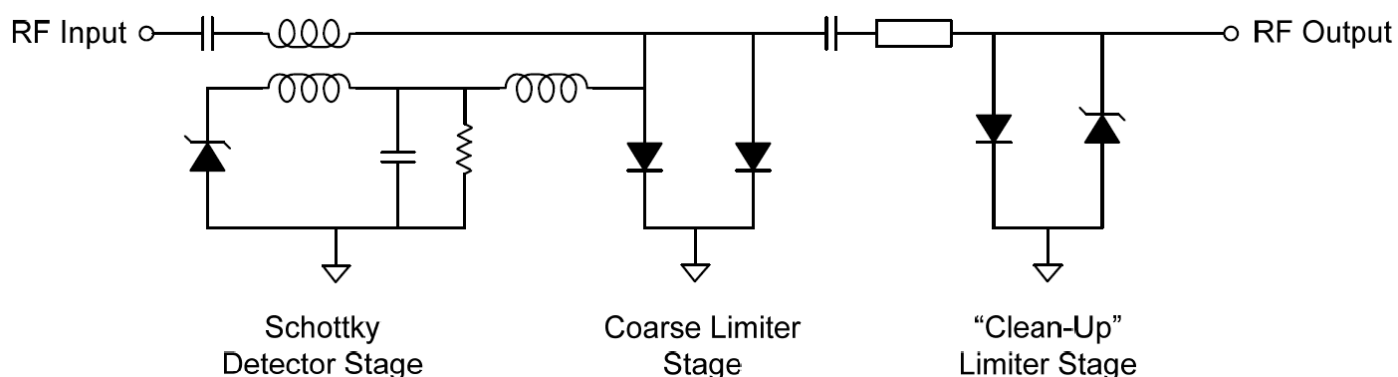 RF Input
RF Output
Schottky
Detector Stage
Coarse Limiter
Stage
“Clean-Up”
Limiter Stage